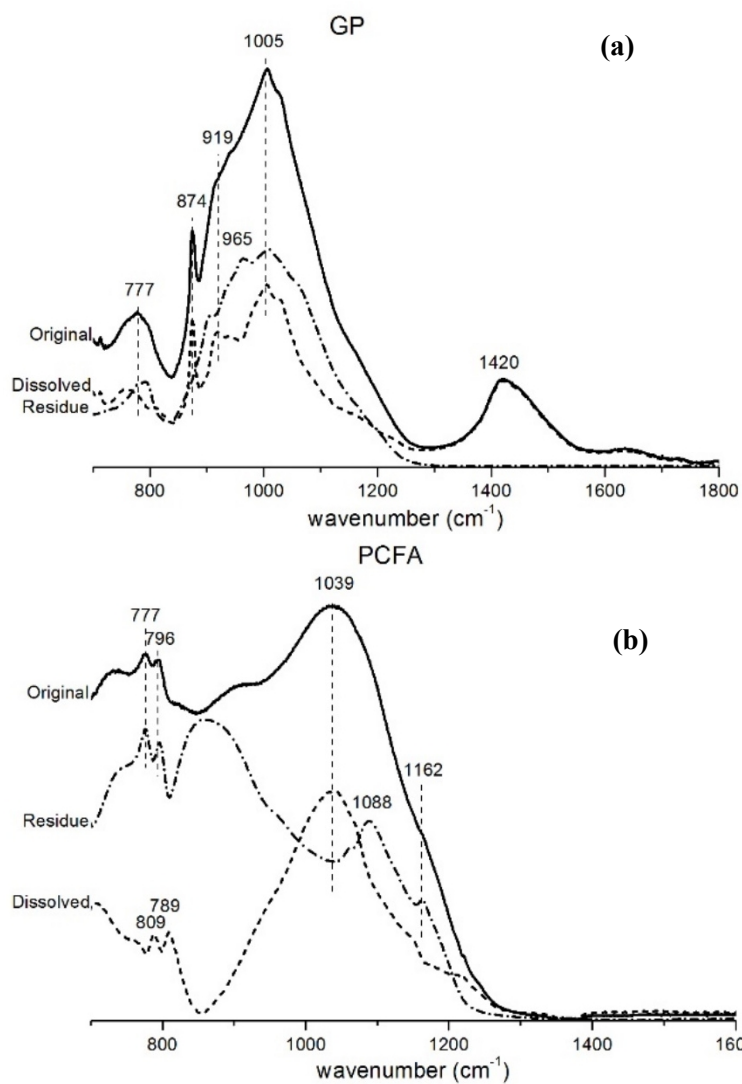 GP
(a)
1005
919
874
965
777
Original
1420
Dissolved
Residue
800 1000 1200 1400 1600 1800
wavenumber (cm⁻¹)
PCFA
1039
(b)
777
796
Original
1162
Residue
1088
Dissolved
789
809
800 1000 1200 1400 160
wavenumber (cm⁻¹)